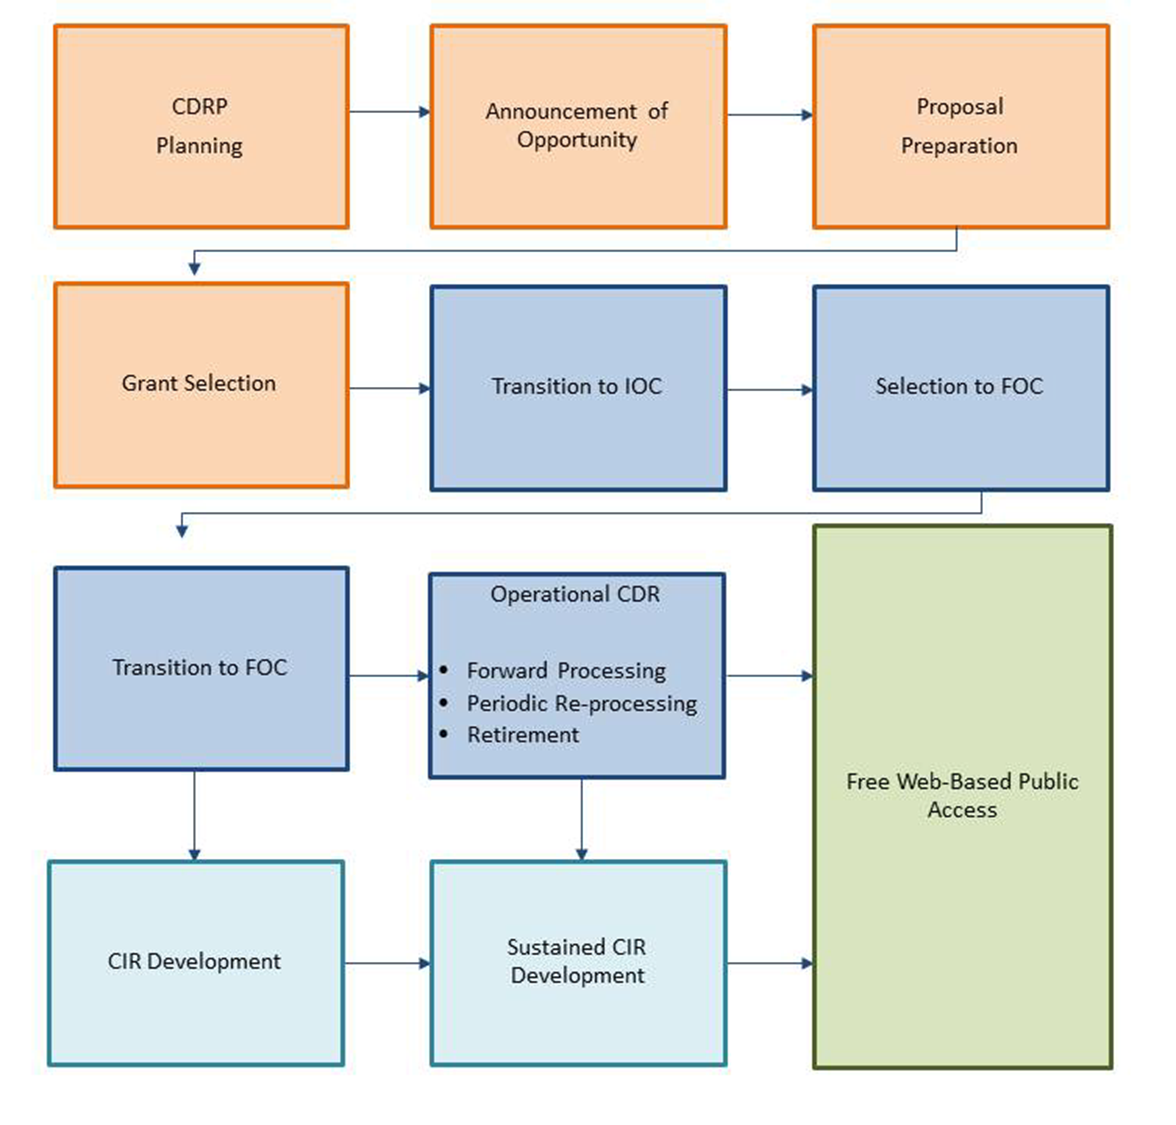 CDRP
Planning
Announcement of
Opportunity
Proposal
Preparation
Grant Selection
Transition to IOC
Selection to FOC
Transition to FOC
Operational CDR
• Forward Processing
• Periodic Re-processing
• Retirement
Free Web-Based Public
Access
CIR Development
Sustained CIR
Development